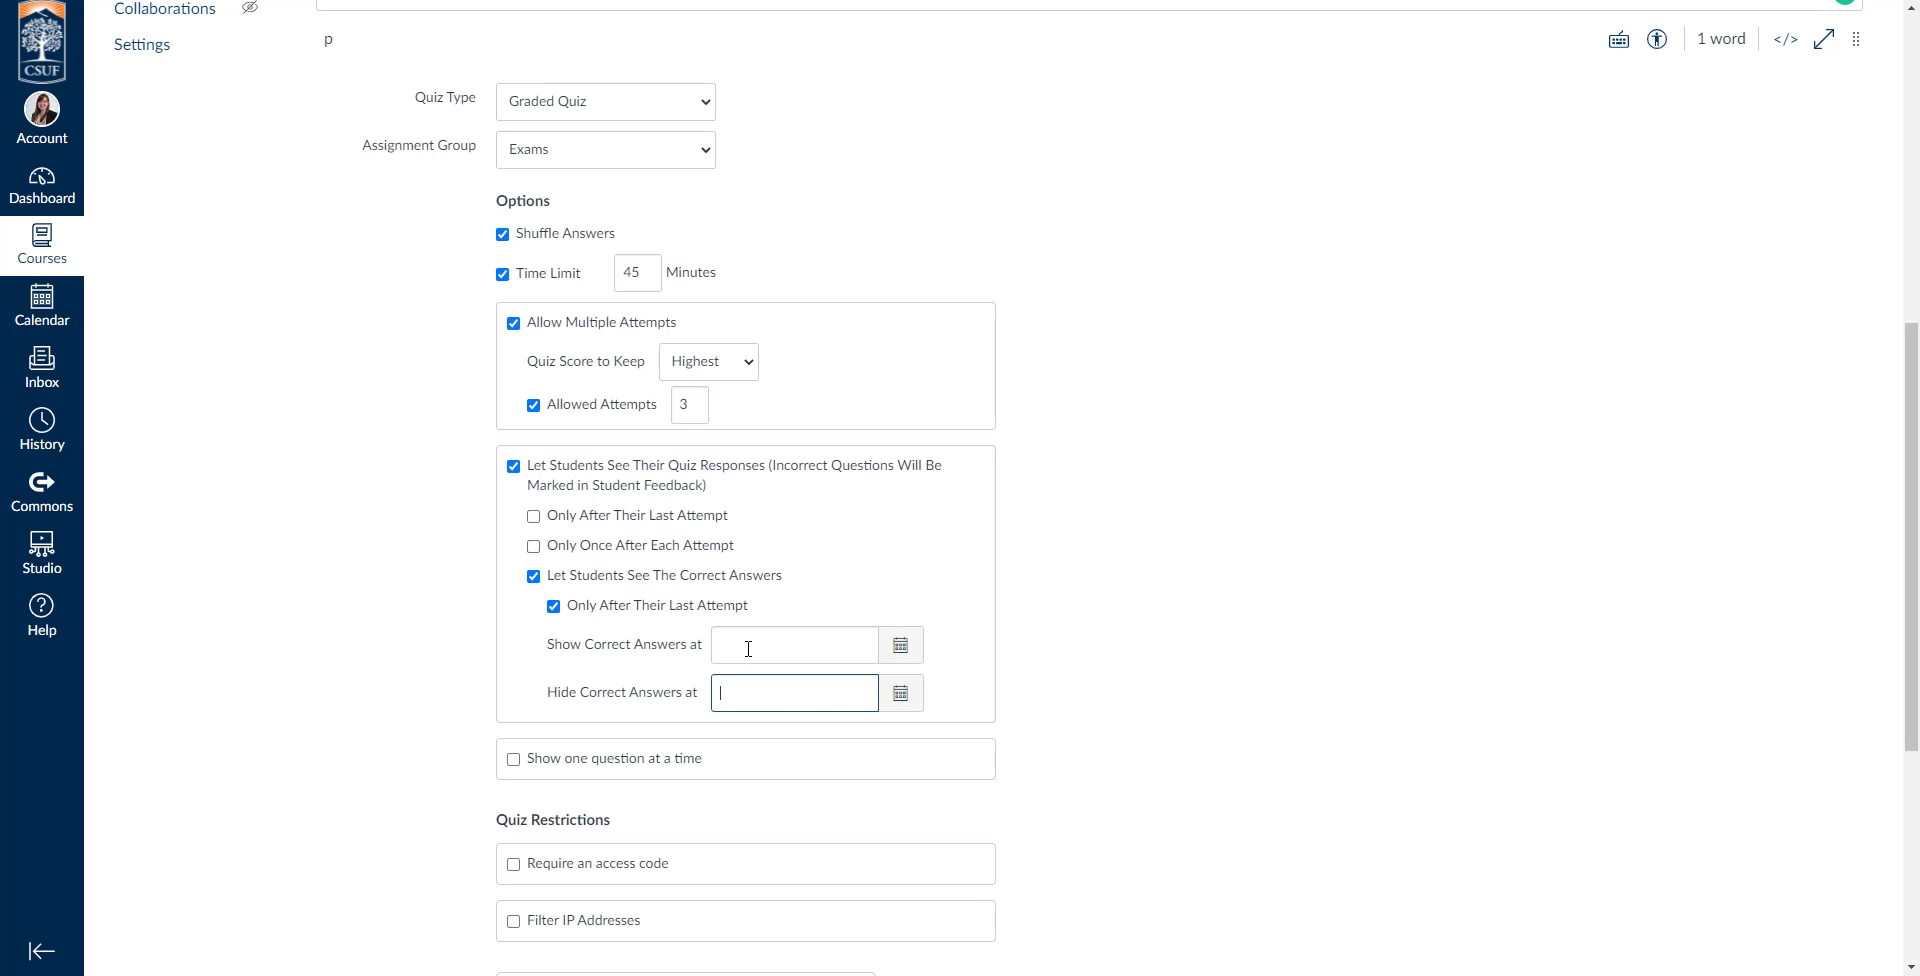 Collaborations
Settings
CSUF
Account
Dashboard
Courses
Calendar
Inbox
History
Commons
Studio
Help
p
1 word
</>
Quiz Type
Graded Quiz
Assignment Group
Exams
Options
Shuffle Answers
Time Limit 45 Minutes
Allow Multiple Attempts
Quiz Score to Keep Highest
Allowed Attempts 3
Let Students See Their Quiz Responses (Incorrect Questions Will Be
Marked in Student Feedback)
Only After Their Last Attempt
Only Once After Each Attempt
Let Students See The Correct Answers
Only After Their Last Attempt
Show Correct Answers at
Hide Correct Answers at
Show one question at a time
Quiz Restrictions
Require an access code
Filter IP Addresses